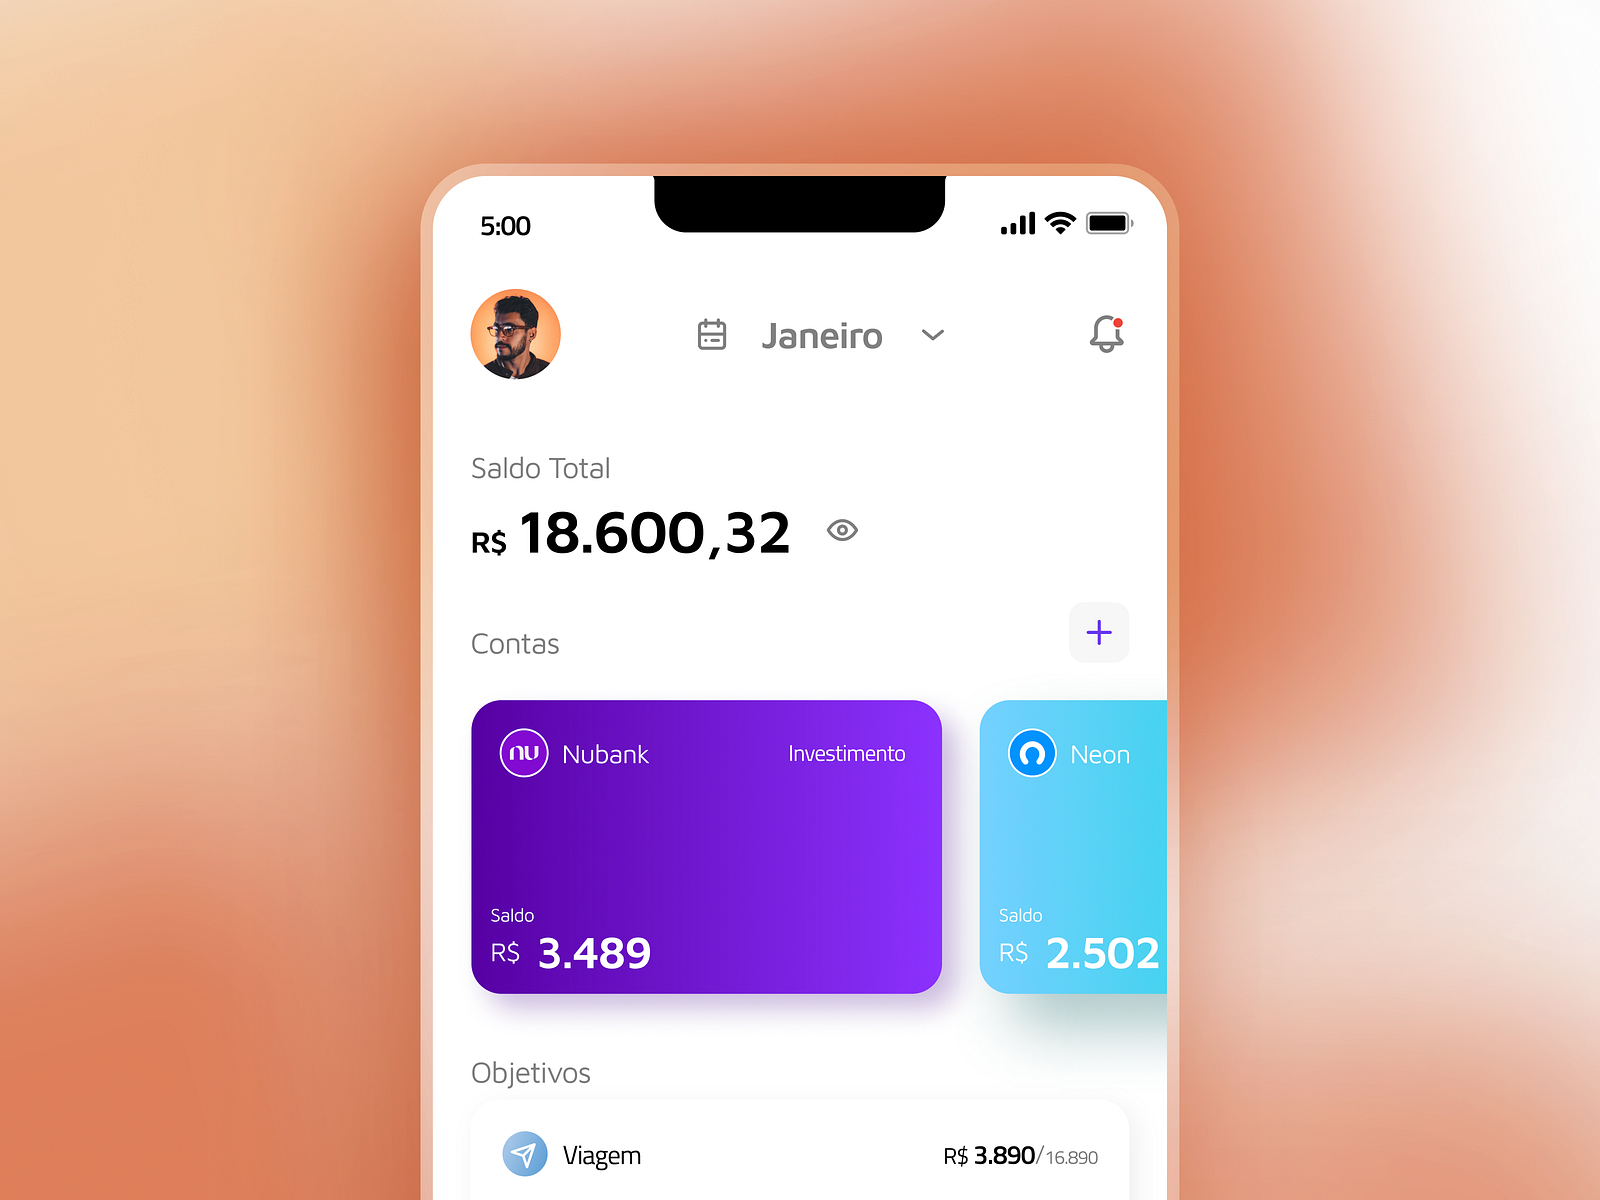 5:00
Janeiro
Saldo Total
R$ 18.600,32
Contas
nu Nubank Investimento
Neon
Saldo
R$ 3.489
Saldo
R$ 2.502
Objetivos
Viagem R$ 3.890/16.890